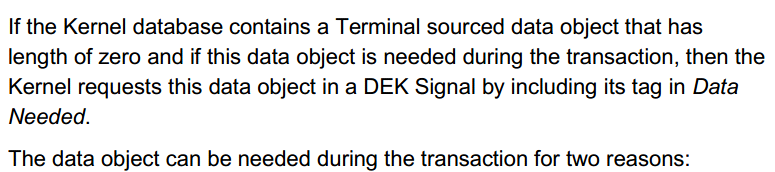 If the Kernel database contains a Terminal sourced data object that has
length of zero and if this data object is needed during the transaction, then the
Kernel requests this data object in a DEK Signal by including its tag in Data
Needed.
The data object can be needed during the transaction for two reasons: